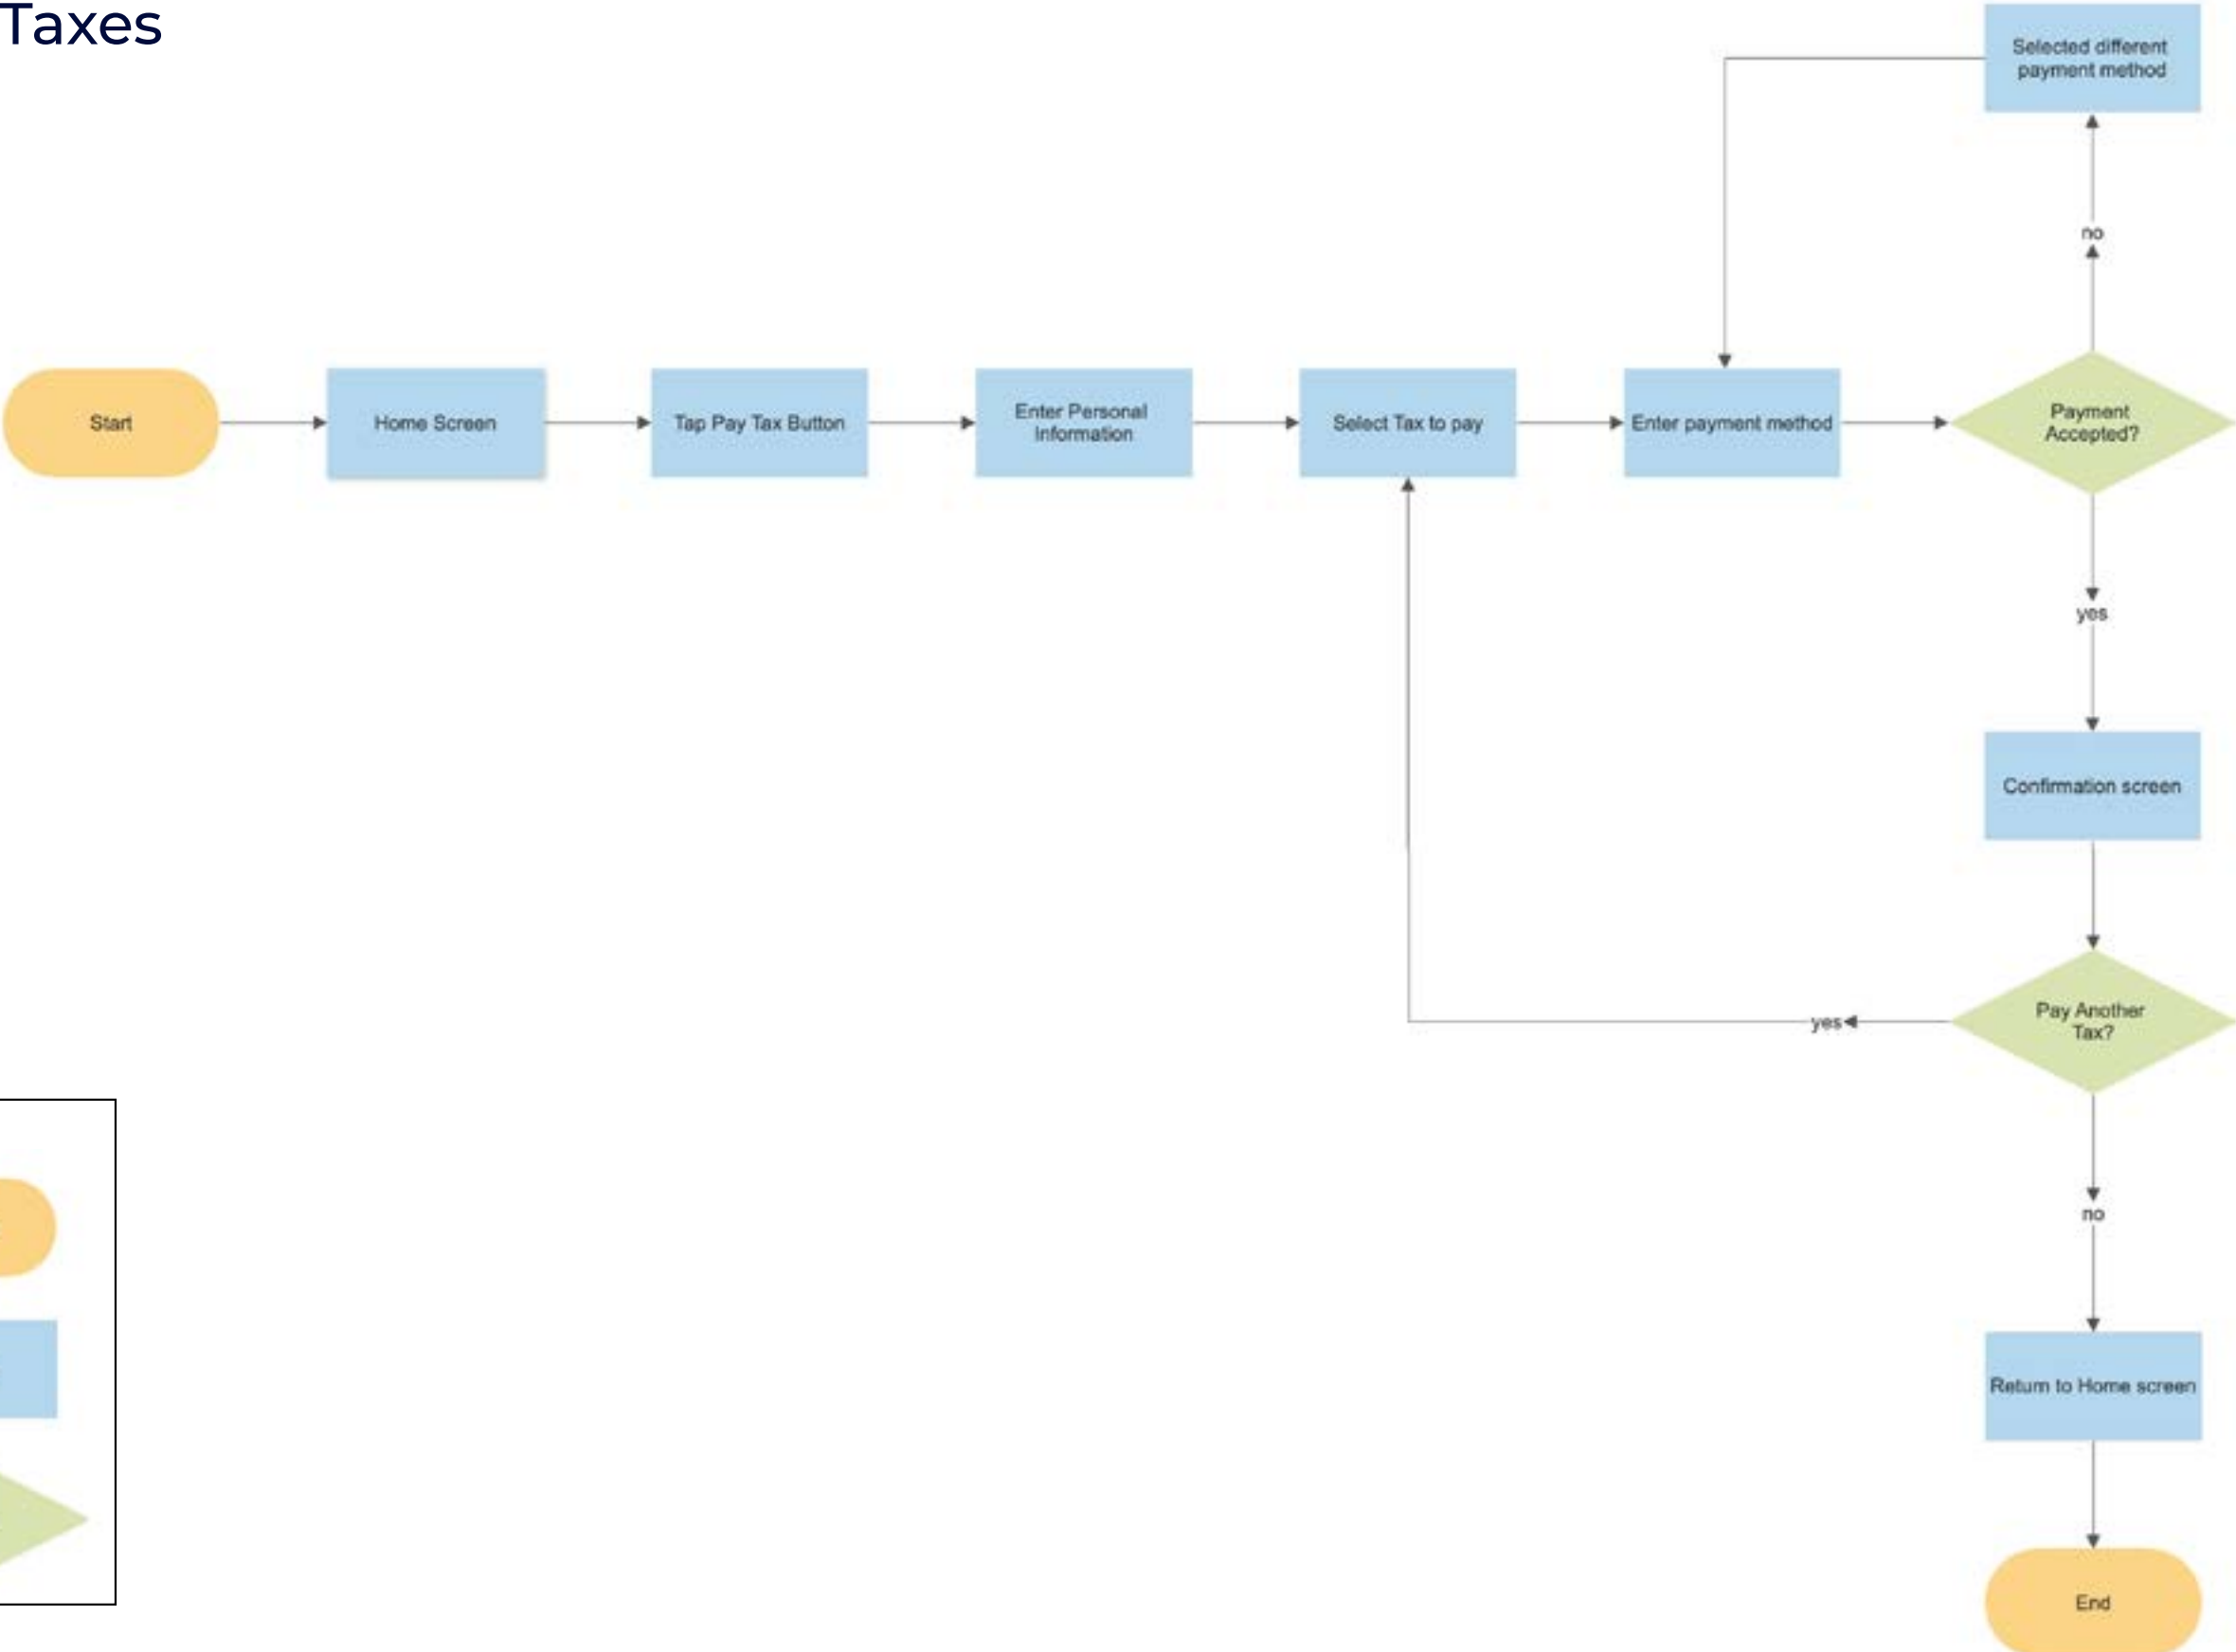 Taxes
Selected different
payment method
no
Start
Home Screen
Tap Pay Tax Button
Enter Personal
Information
Select Tax to pay
Enter payment method
Payment
Accepted?
yes
Confirmation screen
Pay Another
Tax?
yes
no
Return to Home screen
End